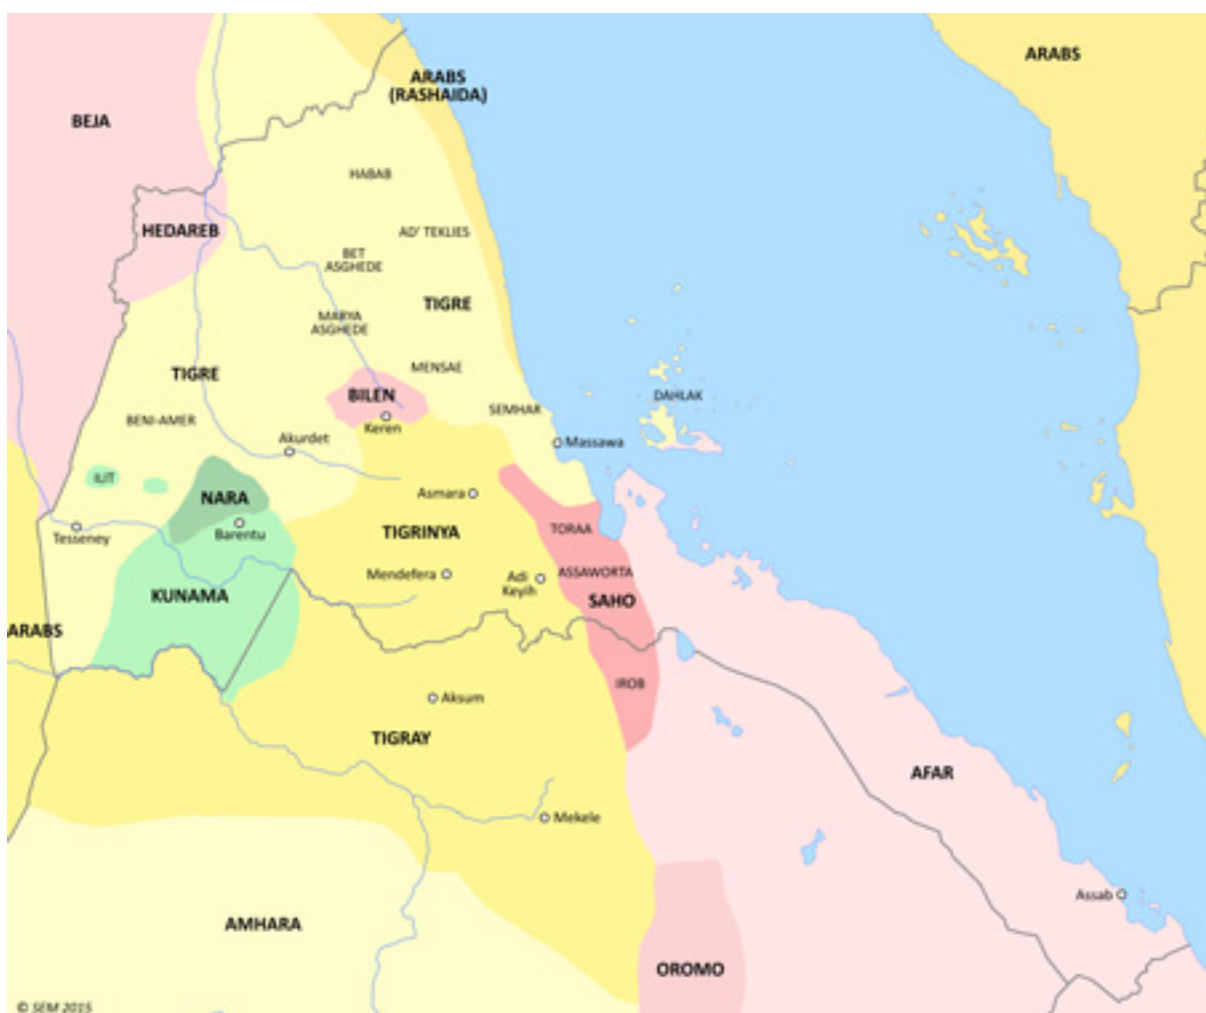 ARABS
ARABS
(RASHAIDA)
BEJA
HABAB
HEDAREB
AD' TEKLIES
BET
ASGHEDE
TIGRE
MARYA
ASGHEDE
MENSAE
TIGRE
BILEN
DAHLAK
SEMHAR
BENI-AMER
Keren
Akurdet
Massawa
ILIT
NARA
Asmara
TORAA
TIGRINYA
Barentu
Tesseney
Mendefera
Adi
Keyih
ASSAWORTA
KUNAMA
SAHO
ARABS
IROB
Aksum
TIGRAY
AFAR
Mekele
Assab
AMHARA
OROMO
© SEM 2015